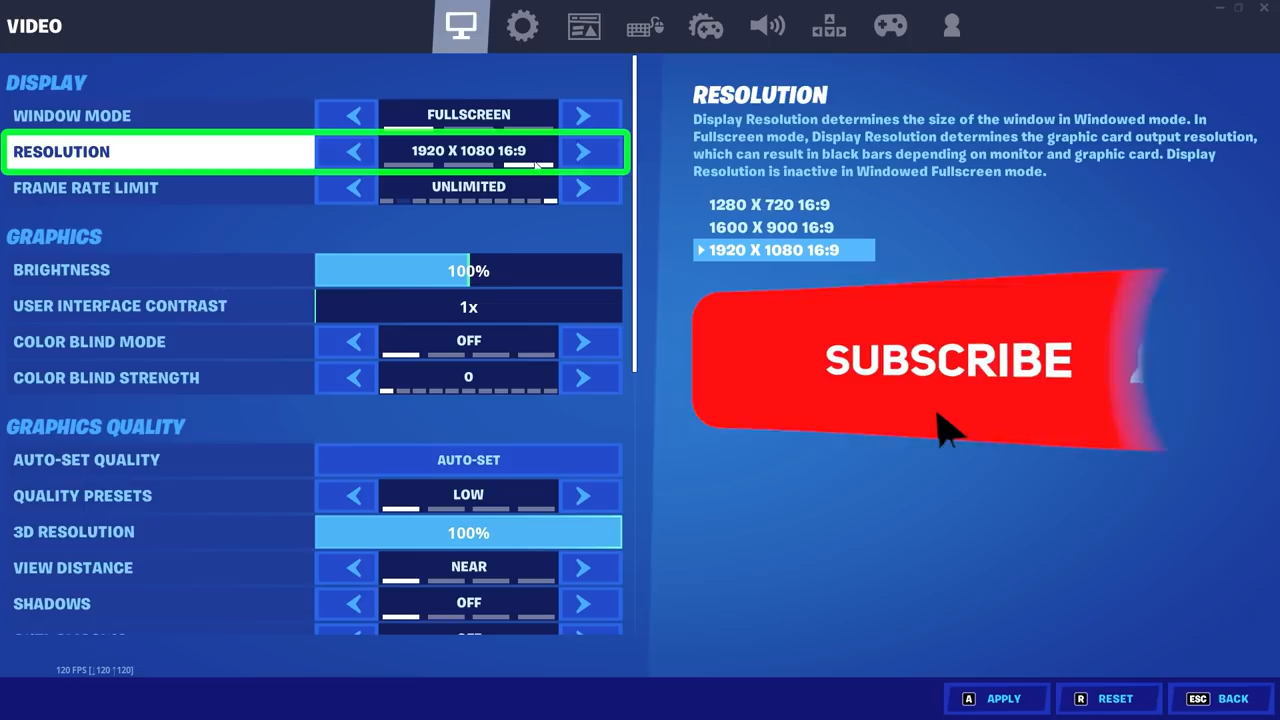 VIDEO
DISPLAY
WINDOW MODE
FULLSCREEN
RESOLUTION
1920 X 1080 16:9
FRAME RATE LIMIT
UNLIMITED
GRAPHICS
BRIGHTNESS
100%
USER INTERFACE CONTRAST
1x
COLOR BLIND MODE
OFF
COLOR BLIND STRENGTH
0
GRAPHICS QUALITY
AUTO-SET QUALITY
AUTO-SET
QUALITY PRESETS
LOW
3D RESOLUTION
100%
VIEW DISTANCE
NEAR
SHADOWS
OFF
120 FPS [↓120 ↑120]
RESOLUTION
Display Resolution determines the size of the window in Windowed mode. In
Fullscreen mode, Display Resolution determines the graphic card output resolution,
which can result in black bars depending on monitor and graphic card. Display
Resolution is inactive in Windowed Fullscreen mode.
1280 X 720 16:9
1600 X 900 16:9
1920 X 1080 16:9
SUBSCRIBE
A APPLY
R RESET
ESC BACK